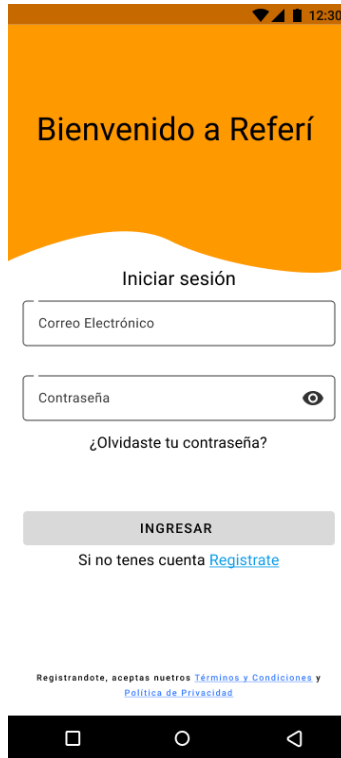 12:30
Bienvenido a Referí
Iniciar sesión
Correo Electrónico
Contraseña
¿Olvidaste tu contraseña?
INGRESAR
Si no tenes cuenta Registrate
Registrandote, aceptas nuetros Términos y Condiciones y
Política de Privacidad